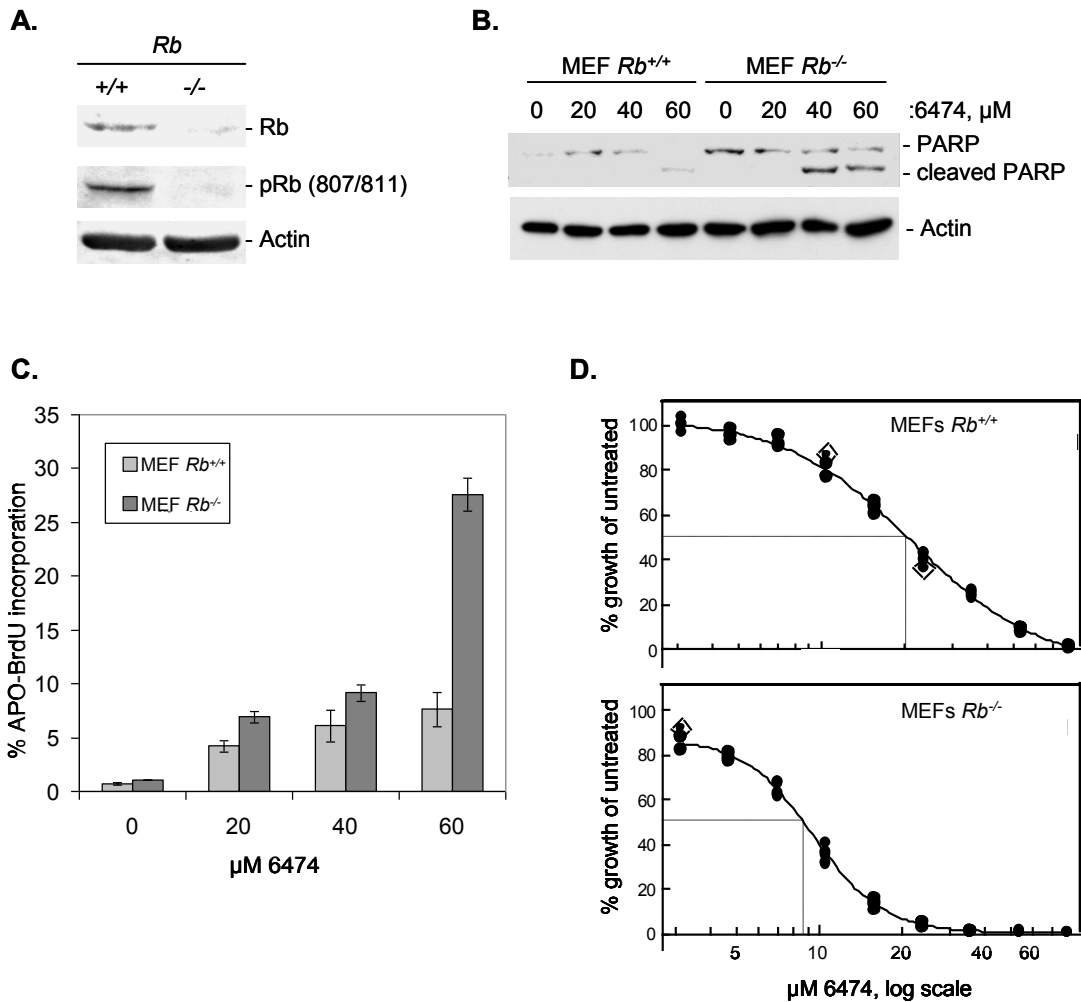 A.
Rb
+/+ -/-
- Rb
- pRb (807/811)
- Actin
B.
MEF Rb+/+ MEF Rb-/-
0 20 40 60 0 20 40 60 :6474, µM
- PARP
- cleaved PARP
- Actin
C.
% APO-BrdU incorporation
35
30
25
20
15
10
5
0
MEF Rb+/+
MEF Rb-/-
0 20 40 60
µM 6474
D.
% growth of untreated
100
80
60
40
20
0
MEFs Rb+/+
% growth of untreated
100
80
60
40
20
0
MEFs Rb-/-
5 10 20 40 60
µM 6474, log scale